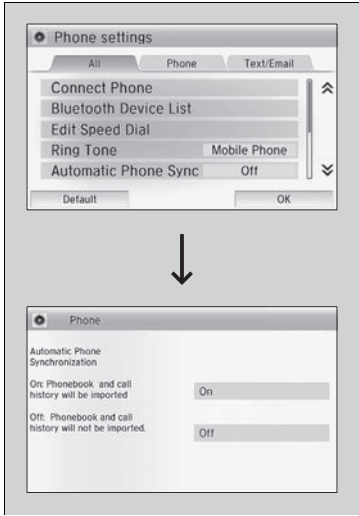 Phone settings
All Phone Text/Email
Connect Phone
Bluetooth Device List
Edit Speed Dial
Ring Tone Mobile Phone
Automatic Phone Sync Off
Default OK
Phone
Automatic Phone
Synchronization
On: Phonebook and call
history will be imported
On
Off: Phonebook and call
history will not be imported.
Off